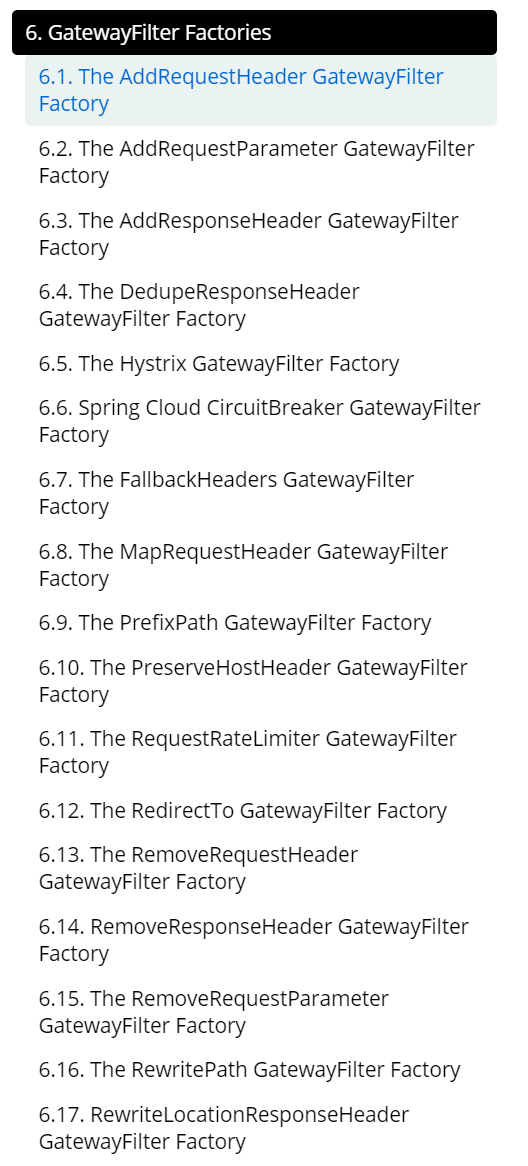 6. GatewayFilter Factories
6.1. The AddRequestHeader GatewayFilter
Factory
6.2. The AddRequestParameter GatewayFilter
Factory
6.3. The AddResponseHeader GatewayFilter
Factory
6.4. The DedupeResponseHeader
GatewayFilter Factory
6.5. The Hystrix GatewayFilter Factory
6.6. Spring Cloud CircuitBreaker GatewayFilter
Factory
6.7. The FallbackHeaders GatewayFilter
Factory
6.8. The MapRequestHeader GatewayFilter
Factory
6.9. The PrefixPath GatewayFilter Factory
6.10. The PreserveHostHeader GatewayFilter
Factory
6.11. The RequestRateLimiter GatewayFilter
Factory
6.12. The RedirectTo GatewayFilter Factory
6.13. The RemoveRequestHeader
GatewayFilter Factory
6.14. RemoveResponseHeader GatewayFilter
Factory
6.15. The RemoveRequestParameter
GatewayFilter Factory
6.16. The RewritePath GatewayFilter Factory
6.17. RewriteLocationResponseHeader
GatewayFilter Factory